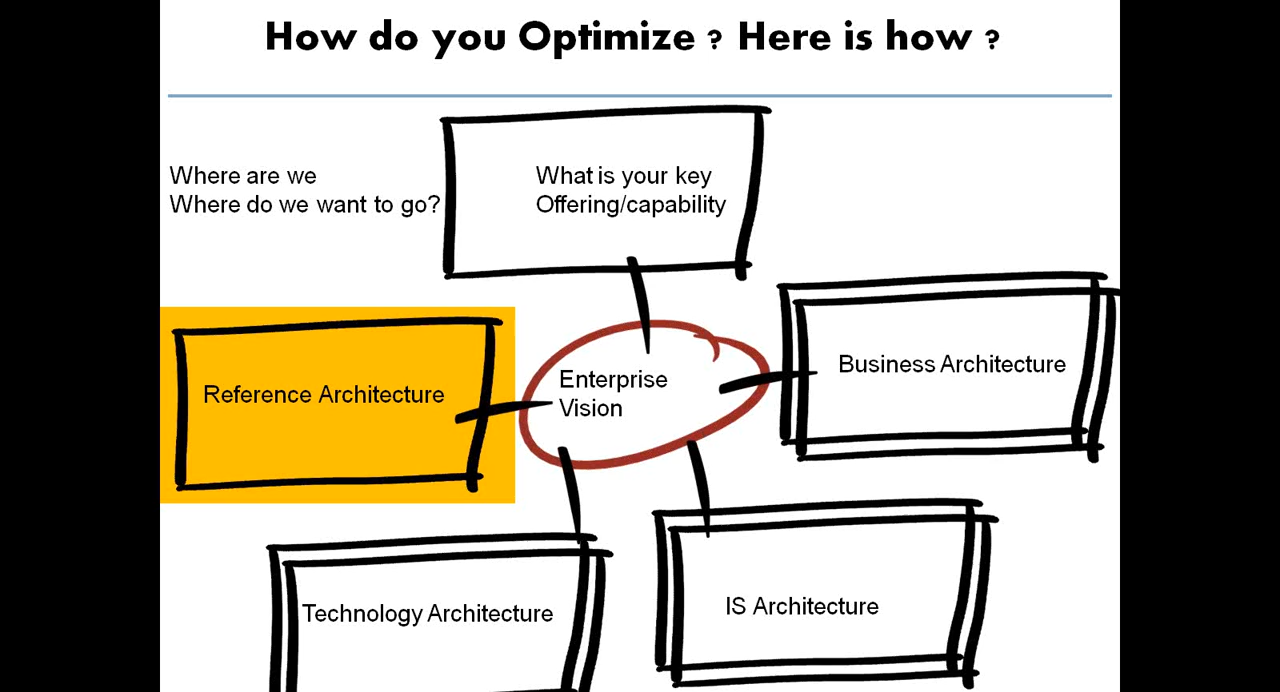 How do you Optimize ? Here is how ?
Where are we
Where do we want to go?
What is your key
Offering/capability
Reference Architecture
Enterprise
Vision
Business Architecture
Technology Architecture
IS Architecture